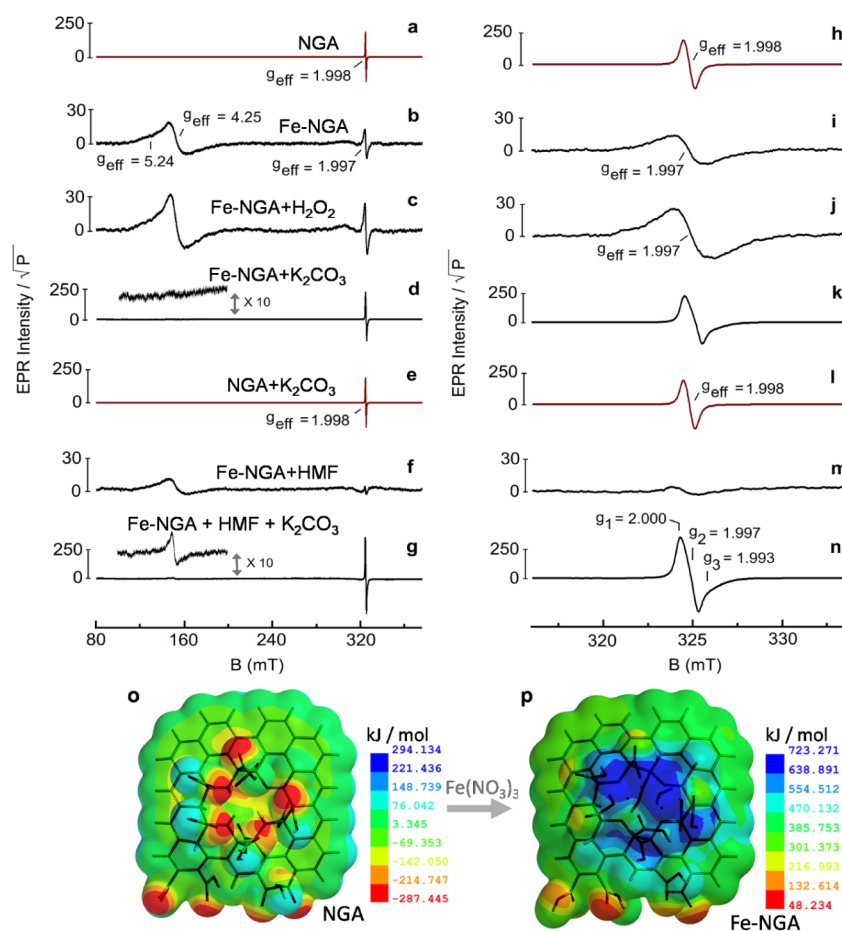 a
250
0
NGA
g_eff = 1.998
b
30
0
g_eff = 4.25
Fe-NGA
g_eff = 5.24
g_eff = 1.997
c
30
0
Fe-NGA+H₂O₂
Fe-NGA+K₂CO₃
d
250
0
X 10
e
250
0
NGA+K₂CO₃
g_eff = 1.998
f
30
0
Fe-NGA+HMF
Fe-NGA + HMF + K₂CO₃
g
250
0
X 10
EPR Intensity / √P
80 160 240 320
B (mT)
h
250
0
g_eff = 1.998
i
30
0
g_eff = 1.997
j
30
0
g_eff = 1.997
k
250
0
l
250
0
g_eff = 1.998
m
30
0
n
g₁ = 2.000
g₂ = 1.997
g₃ = 1.993
250
0
EPR Intensity / √P
320 325 330
B (mT)
o
kJ / mol
294.134
221.436
148.739
76.042
3.345
-69.353
-142.050
-214.747
-287.445
NGA
Fe(NO₃)₃
p
kJ / mol
723.271
638.891
554.512
470.132
385.753
301.373
216.993
132.614
48.234
Fe-NGA